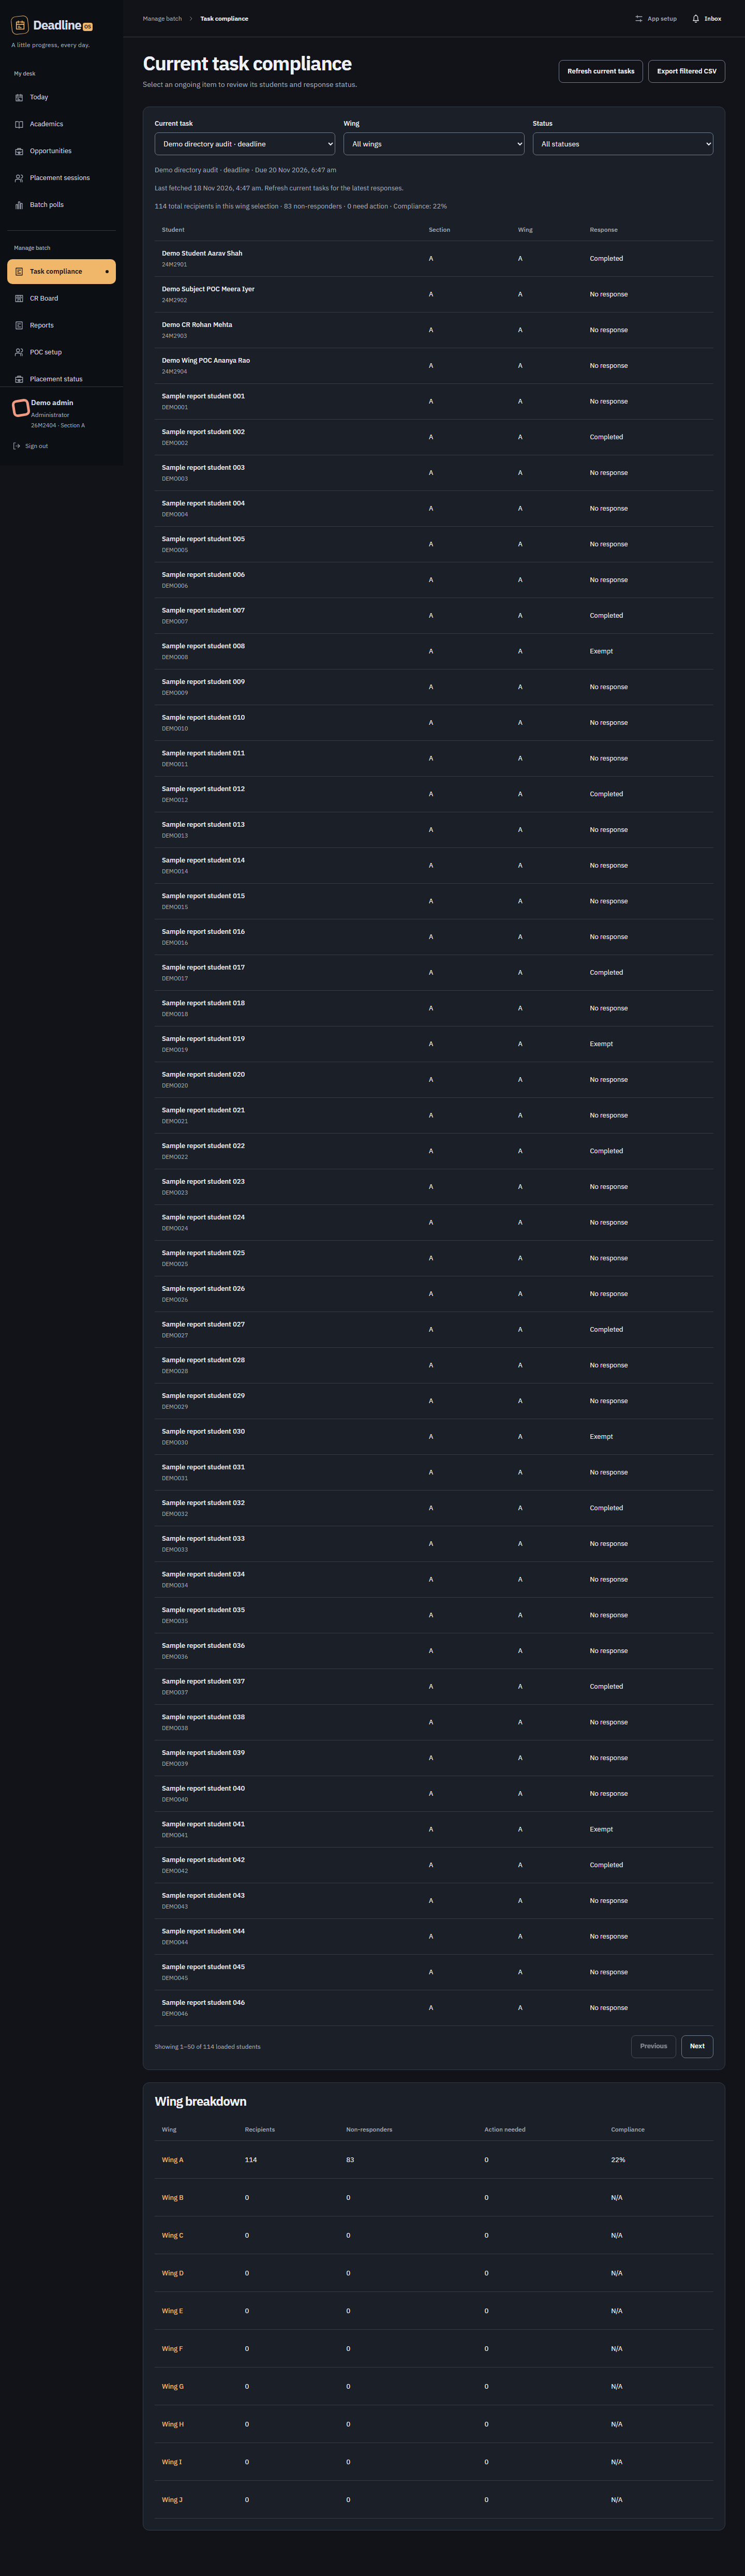 Deadline OS
A little progress, every day.
My desk
Today
Academics
Opportunities
Placement sessions
Batch polls
Manage batch
Task compliance
CR Board
Reports
POC setup
Placement status
Demo admin
Administrator
26M2404 · Section A
Sign out
Manage batch > Task compliance
App setup
Inbox
Current task compliance
Select an ongoing item to review its students and response status.
Refresh current tasks
Export filtered CSV
Current task Wing Status
Demo directory audit · deadline All wings All statuses
Demo directory audit · deadline · Due 20 Nov 2026, 6:47 am
Last fetched 18 Nov 2026, 4:47 am. Refresh current tasks for the latest responses.
114 total recipients in this wing selection · 83 non-responders · 0 need action · Compliance: 22%
Student Section Wing Response
Demo Student Aarav Shah
24M2901 A A Completed
Demo Subject POC Meera Iyer
24M2902 A A No response
Demo CR Rohan Mehta
24M2903 A A No response
Demo Wing POC Ananya Rao
24M2904 A A No response
Sample report student 001
DEMO001 A A No response
Sample report student 002
DEMO002 A A Completed
Sample report student 003
DEMO003 A A No response
Sample report student 004
DEMO004 A A No response
Sample report student 005
DEMO005 A A No response
Sample report student 006
DEMO006 A A No response
Sample report student 007
DEMO007 A A Completed
Sample report student 008
DEMO008 A A Exempt
Sample report student 009
DEMO009 A A No response
Sample report student 010
DEMO010 A A No response
Sample report student 011
DEMO011 A A No response
Sample report student 012
DEMO012 A A Completed
Sample report student 013
DEMO013 A A No response
Sample report student 014
DEMO014 A A No response
Sample report student 015
DEMO015 A A No response
Sample report student 016
DEMO016 A A No response
Sample report student 017
DEMO017 A A Completed
Sample report student 018
DEMO018 A A No response
Sample report student 019
DEMO019 A A Exempt
Sample report student 020
DEMO020 A A No response
Sample report student 021
DEMO021 A A No response
Sample report student 022
DEMO022 A A Completed
Sample report student 023
DEMO023 A A No response
Sample report student 024
DEMO024 A A No response
Sample report student 025
DEMO025 A A No response
Sample report student 026
DEMO026 A A No response
Sample report student 027
DEMO027 A A Completed
Sample report student 028
DEMO028 A A No response
Sample report student 029
DEMO029 A A No response
Sample report student 030
DEMO030 A A Exempt
Sample report student 031
DEMO031 A A No response
Sample report student 032
DEMO032 A A Completed
Sample report student 033
DEMO033 A A No response
Sample report student 034
DEMO034 A A No response
Sample report student 035
DEMO035 A A No response
Sample report student 036
DEMO036 A A No response
Sample report student 037
DEMO037 A A Completed
Sample report student 038
DEMO038 A A No response
Sample report student 039
DEMO039 A A No response
Sample report student 040
DEMO040 A A No response
Sample report student 041
DEMO041 A A Exempt
Sample report student 042
DEMO042 A A Completed
Sample report student 043
DEMO043 A A No response
Sample report student 044
DEMO044 A A No response
Sample report student 045
DEMO045 A A No response
Sample report student 046
DEMO046 A A No response
Showing 1–50 of 114 loaded students Previous Next
Wing breakdown
Wing Recipients Non-responders Action needed Compliance
Wing A 114 83 0 22%
Wing B 0 0 0 N/A
Wing C 0 0 0 N/A
Wing D 0 0 0 N/A
Wing E 0 0 0 N/A
Wing F 0 0 0 N/A
Wing G 0 0 0 N/A
Wing H 0 0 0 N/A
Wing I 0 0 0 N/A
Wing J 0 0 0 N/A